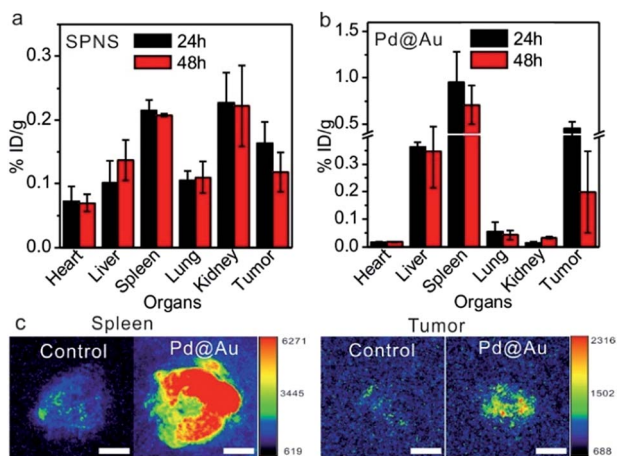 a
SPNS
24h
48h
% ID/g
0.3
0.2
0.1
0.0
Heart
Liver
Spleen
Lung
Kidney
Tumor
Organs
b
Pd@Au
24h
48h
% ID/g
1.5
1.0
0.5
0.3
0.2
0.1
0.0
Heart
Liver
Spleen
Lung
Kidney
Tumor
Organs
c
Spleen
Control
Pd@Au
6271
3445
619
Tumor
Control
Pd@Au
2316
1502
688